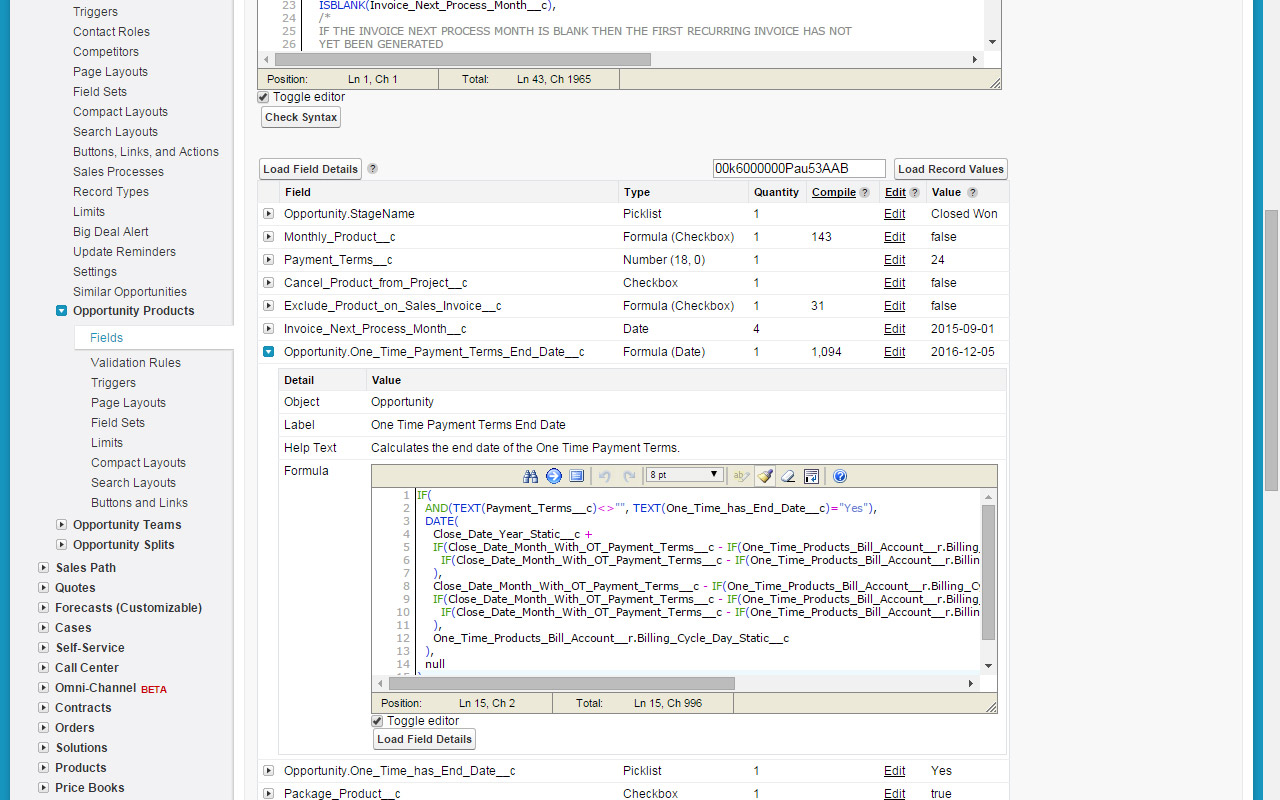 Triggers
Contact Roles
Competitors
Page Layouts
Field Sets
Compact Layouts
Search Layouts
Buttons, Links, and Actions
Sales Processes
Record Types
Limits
Big Deal Alert
Update Reminders
Settings
Similar Opportunities
Opportunity Products
Fields
Validation Rules
Triggers
Page Layouts
Field Sets
Limits
Compact Layouts
Search Layouts
Buttons and Links
Opportunity Teams
Opportunity Splits
Sales Path
Quotes
Forecasts (Customizable)
Cases
Self-Service
Call Center
Omni-Channel BETA
Contracts
Orders
Solutions
Products
Price Books
23 ISBLANK(Invoice_Next_Process_Month__c),
24 /*
25 IF THE INVOICE NEXT PROCESS MONTH IS BLANK THEN THE FIRST RECURRING INVOICE HAS NOT
26 YET BEEN GENERATED
Position: Ln 1, Ch 1 Total: Ln 43, Ch 1965
Toggle editor
Check Syntax
Load Field Details ? 00k6000000Pau53AAB Load Record Values
Field Type Quantity Compile ? Edit ? Value ?
Opportunity.StageName Picklist 1 Edit Closed Won
Monthly_Product__c Formula (Checkbox) 1 143 Edit false
Payment_Terms__c Number (18, 0) 1 Edit 24
Cancel_Product_from_Project__c Checkbox 1 Edit false
Exclude_Product_on_Sales_Invoice__c Formula (Checkbox) 1 31 Edit false
Invoice_Next_Process_Month__c Date 4 Edit 2015-09-01
Opportunity.One_Time_Payment_Terms_End_Date__c Formula (Date) 1 1,094 Edit 2016-12-05
Detail Value
Object Opportunity
Label One Time Payment Terms End Date
Help Text Calculates the end date of the One Time Payment Terms.
Formula
8 pt
1 IF(
2 AND(TEXT(Payment_Terms__c)<>"", TEXT(One_Time_has_End_Date__c)="Yes"),
3 DATE(
4 Close_Date_Year_Static__c +
5 IF(Close_Date_Month_With_OT_Payment_Terms__c - IF(One_Time_Products_Bill_Account__r.Billing_
6 IF(Close_Date_Month_With_OT_Payment_Terms__c - IF(One_Time_Products_Bill_Account__r.Billin
7 ),
8 Close_Date_Month_With_OT_Payment_Terms__c - IF(One_Time_Products_Bill_Account__r.Billing_Cy
9 IF(Close_Date_Month_With_OT_Payment_Terms__c - IF(One_Time_Products_Bill_Account__r.Billing_
10 IF(Close_Date_Month_With_OT_Payment_Terms__c - IF(One_Time_Products_Bill_Account__r.Billin
11 ),
12 One_Time_Products_Bill_Account__r.Billing_Cycle_Day_Static__c
13 ),
14 null
Position: Ln 15, Ch 2 Total: Ln 15, Ch 996
Toggle editor
Load Field Details
Opportunity.One_Time_has_End_Date__c Picklist 1 Edit Yes
Package_Product__c Checkbox 1 Edit true